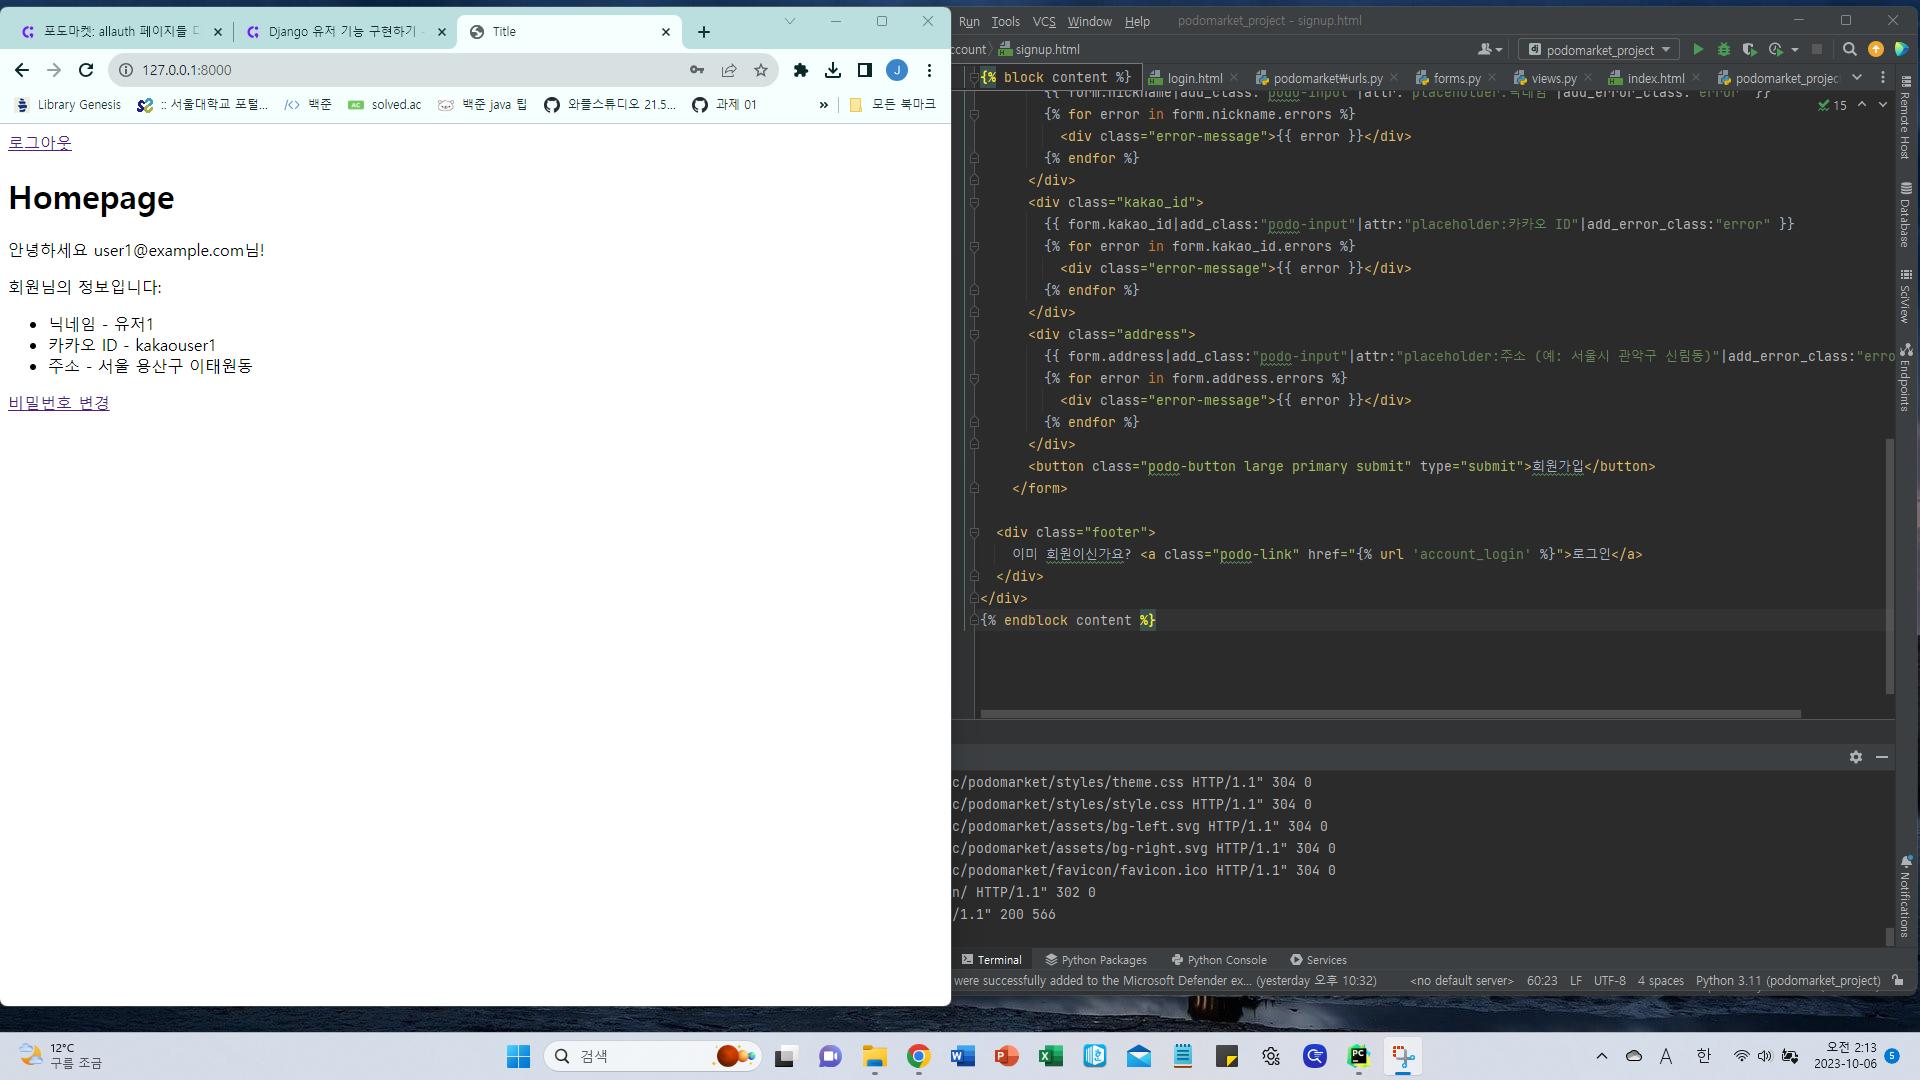 포도마켓: allauth 페이지들 디
Django 유저 기능 구현하기 -
Title
127.0.0.1:8000
Library Genesis
:: 서울대학교 포털...
백준
solved.ac
백준 java 팁
와플스튜디오 21.5...
과제 01
»
모든 북마크
로그아웃
Homepage
안녕하세요 user1@example.com님!
회원님의 정보입니다:
• 닉네임 - 유저1
• 카카오 ID - kakaouser1
• 주소 - 서울 용산구 이태원동
비밀번호 변경
Run Tools VCS Window Help podomarket_project - signup.html
ccount signup.html
podomarket_project
{% block content %}
login.html
podomarket₩urls.py
forms.py
views.py
index.html
podomarket_projec
{{ form.nickname|add_class:"podo-input"|attr:"placeholder:닉네임"|add_error_class:"error" }}
15
{% for error in form.nickname.errors %}
<div class="error-message">{{ error }}</div>
{% endfor %}
</div>
<div class="kakao_id">
{{ form.kakao_id|add_class:"podo-input"|attr:"placeholder:카카오 ID"|add_error_class:"error" }}
{% for error in form.kakao_id.errors %}
<div class="error-message">{{ error }}</div>
{% endfor %}
</div>
<div class="address">
{{ form.address|add_class:"podo-input"|attr:"placeholder:주소 (예: 서울시 관악구 신림동)"|add_error_class:"erro
{% for error in form.address.errors %}
<div class="error-message">{{ error }}</div>
{% endfor %}
</div>
<button class="podo-button large primary submit" type="submit">회원가입</button>
</form>
<div class="footer">
이미 회원이신가요? <a class="podo-link" href="{% url 'account_login' %}">로그인</a>
</div>
</div>
{% endblock content %}
Remote Host
Database
SciView
Endpoints
Notifications
c/podomarket/styles/theme.css HTTP/1.1" 304 0
c/podomarket/styles/style.css HTTP/1.1" 304 0
c/podomarket/assets/bg-left.svg HTTP/1.1" 304 0
c/podomarket/assets/bg-right.svg HTTP/1.1" 304 0
c/podomarket/favicon/favicon.ico HTTP/1.1" 304 0
n/ HTTP/1.1" 302 0
/1.1" 200 566
Terminal
Python Packages
Python Console
Services
were successfully added to the Microsoft Defender ex... (yesterday 오후 10:32)
<no default server>
60:23
LF
UTF-8
4 spaces
Python 3.11 (podomarket_project)
12°C
구름 조금
검색
A
한
오전 2:13
2023-10-06
5